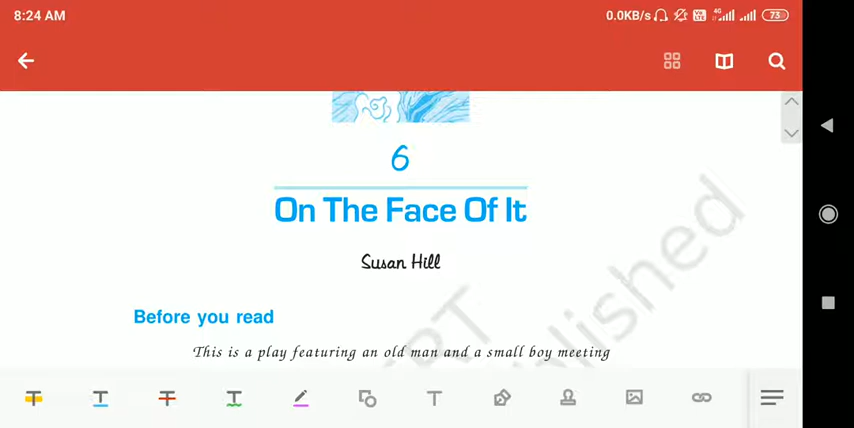 8:24 AM
0.0KB/s 4G 73
6
On The Face Of It
Susan Hill
Before you read
This is a play featuring an old man and a small boy meeting